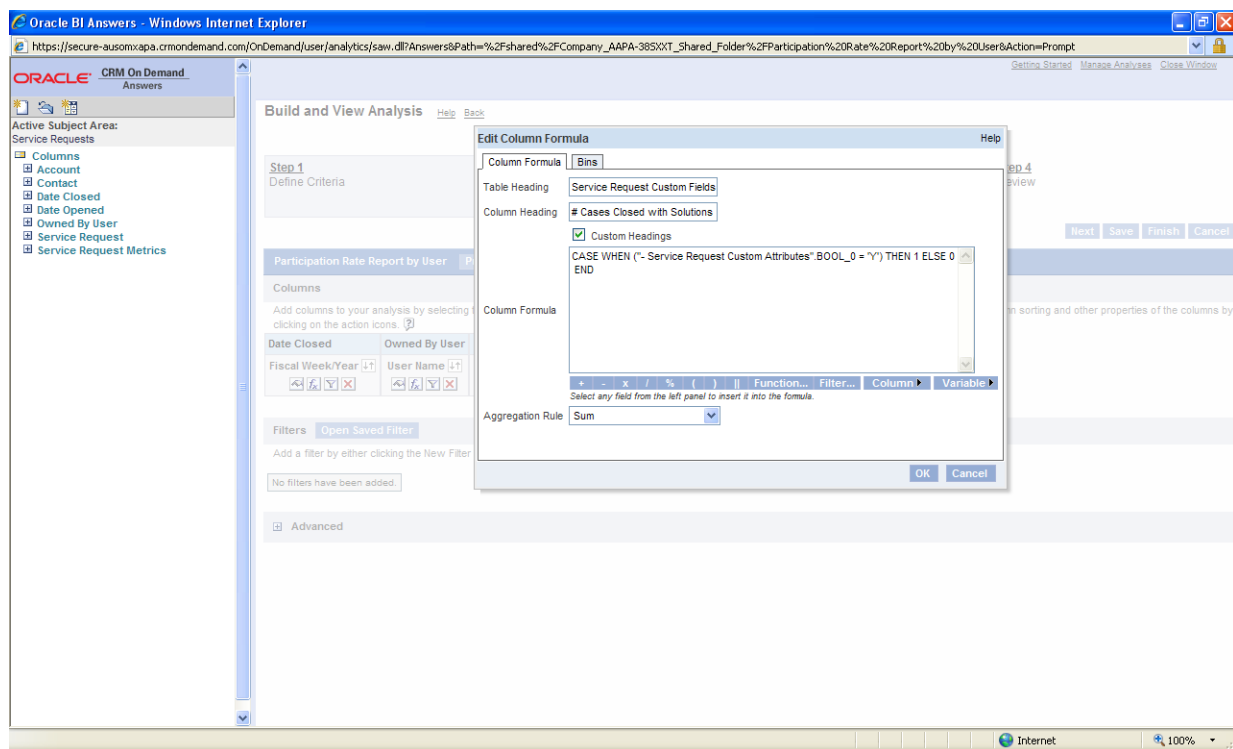 Oracle BI Answers - Windows Internet Explorer
https://secure-ausomxapa.crmondemand.com/OnDemand/user/analytics/saw.dll?Answers&Path=%2Fshared%2FCompany_AAPA-385XXT_Shared_Folder%2FParticipation%20Rate%20Report%20by%20User&Action=Prompt
ORACLE CRM On Demand
Answers
Getting Started Manage Analyses Close Window
Active Subject Area:
Service Requests
Columns
Account
Contact
Date Closed
Date Opened
Owned By User
Service Request
Service Request Metrics
Build and View Analysis Help Back
Step 1
Define Criteria
ep 4
eview
Next Save Finish Cancel
Participation Rate Report by User P
Columns
Add columns to your analysis by selecting f
n sorting and other properties of the columns by
clicking on the action icons. ?
Date Closed Owned By User
Fiscal Week/Year User Name
Filters Open Saved Filter
Add a filter by either clicking the New Filter
No filters have been added.
Advanced
Edit Column Formula Help
Column Formula Bins
Table Heading Service Request Custom Fields
Column Heading # Cases Closed with Solutions
Custom Headings
Column Formula
CASE WHEN ("- Service Request Custom Attributes".BOOL_0 = 'Y') THEN 1 ELSE 0
END
+ - x / % ( ) || Function... Filter... Column Variable
Select any field from the left panel to insert it into the fomula.
Aggregation Rule Sum
OK Cancel
Internet 100%